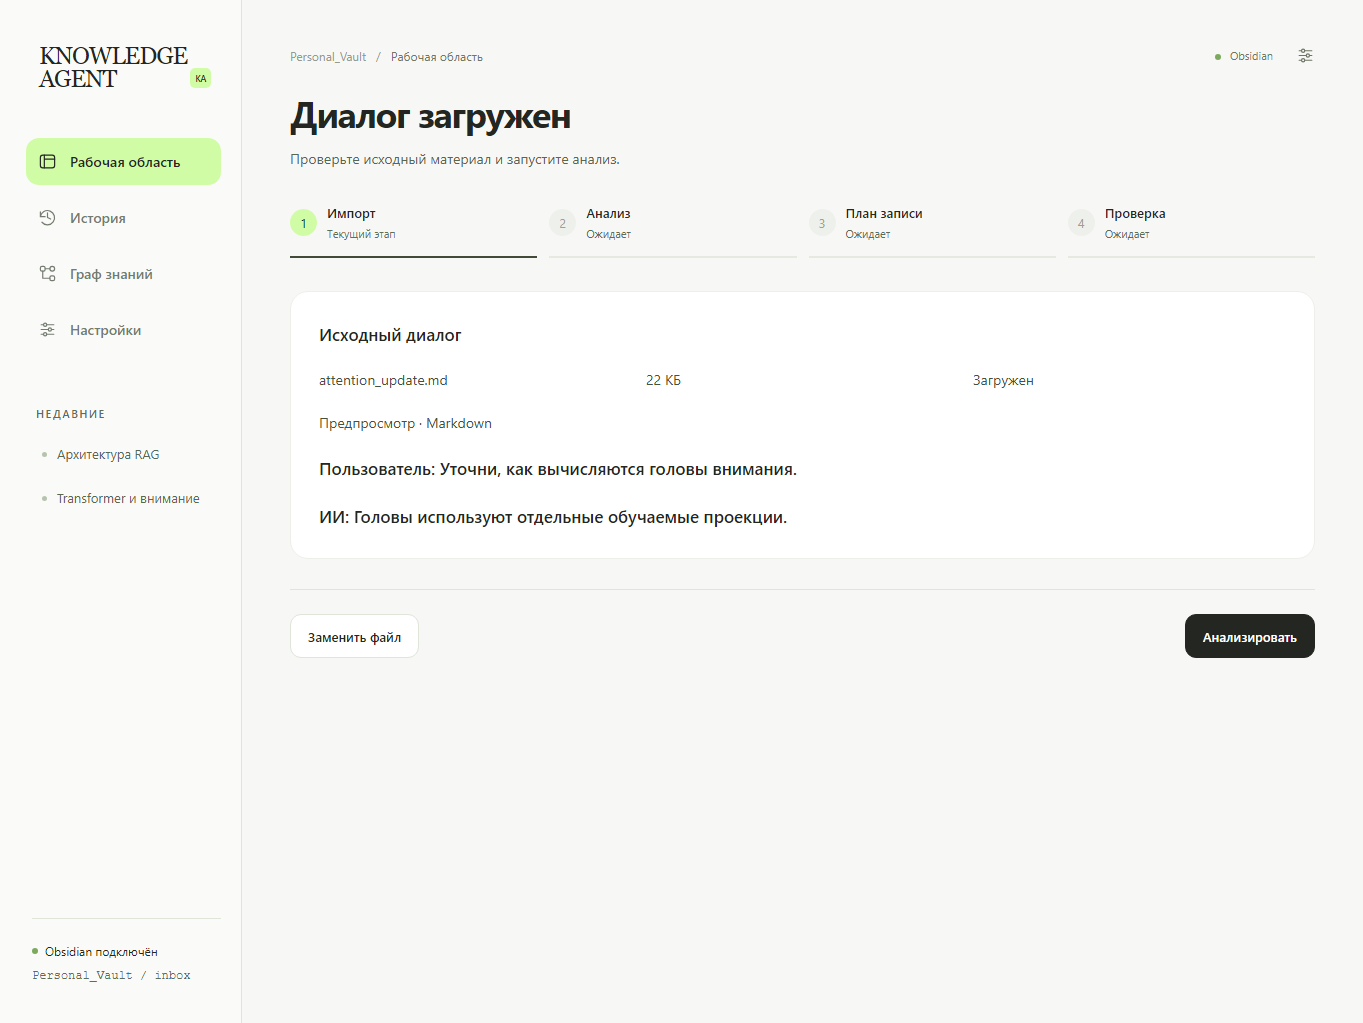 KNOWLEDGE
AGENT
KA
Рабочая область
История
Граф знаний
Настройки
НЕДАВНИЕ
Архитектура RAG
Transformer и внимание
Obsidian подключён
Personal_Vault / inbox
Personal_Vault / Рабочая область
Obsidian
Диалог загружен
Проверьте исходный материал и запустите анализ.
1 Импорт
Текущий этап
2 Анализ
Ожидает
3 План записи
Ожидает
4 Проверка
Ожидает
Исходный диалог
attention_update.md 22 КБ Загружен
Предпросмотр · Markdown
Пользователь: Уточни, как вычисляются головы внимания.
ИИ: Головы используют отдельные обучаемые проекции.
Заменить файл
Анализировать